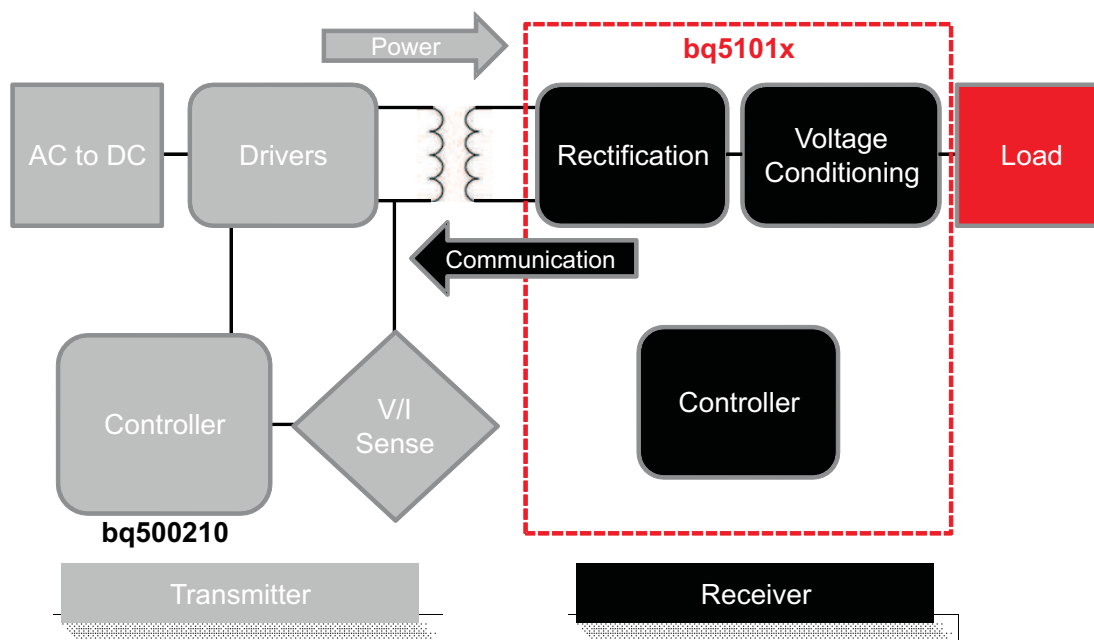 Power
bq5101x
AC to DC
Drivers
Rectification
Voltage
Conditioning
Load
Communication
Controller
V/I
Sense
Controller
bq500210
Transmitter
Receiver